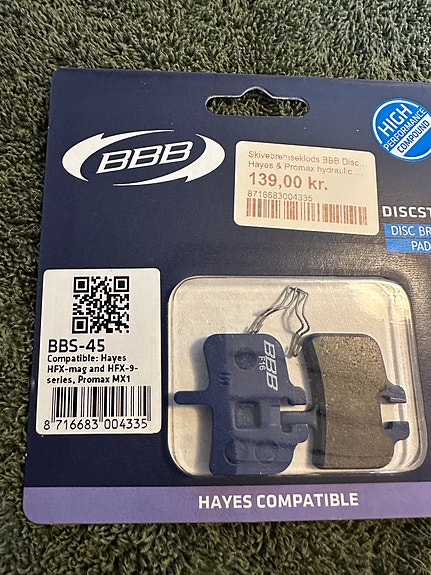 HIGH
PERFORMANCE
COMPOUND
BBB
Skivebremseklods BBB Disc...
Hayes & Promax hydraulic ...
139,00 kr.
8716683004335
DISCST
DISC BR
PAD
BBS-45
Compatible: Hayes
HFX-mag and HFX-9-
series, Promax MX1
8 716683 004335
BBB
F16
HAYES COMPATIBLE